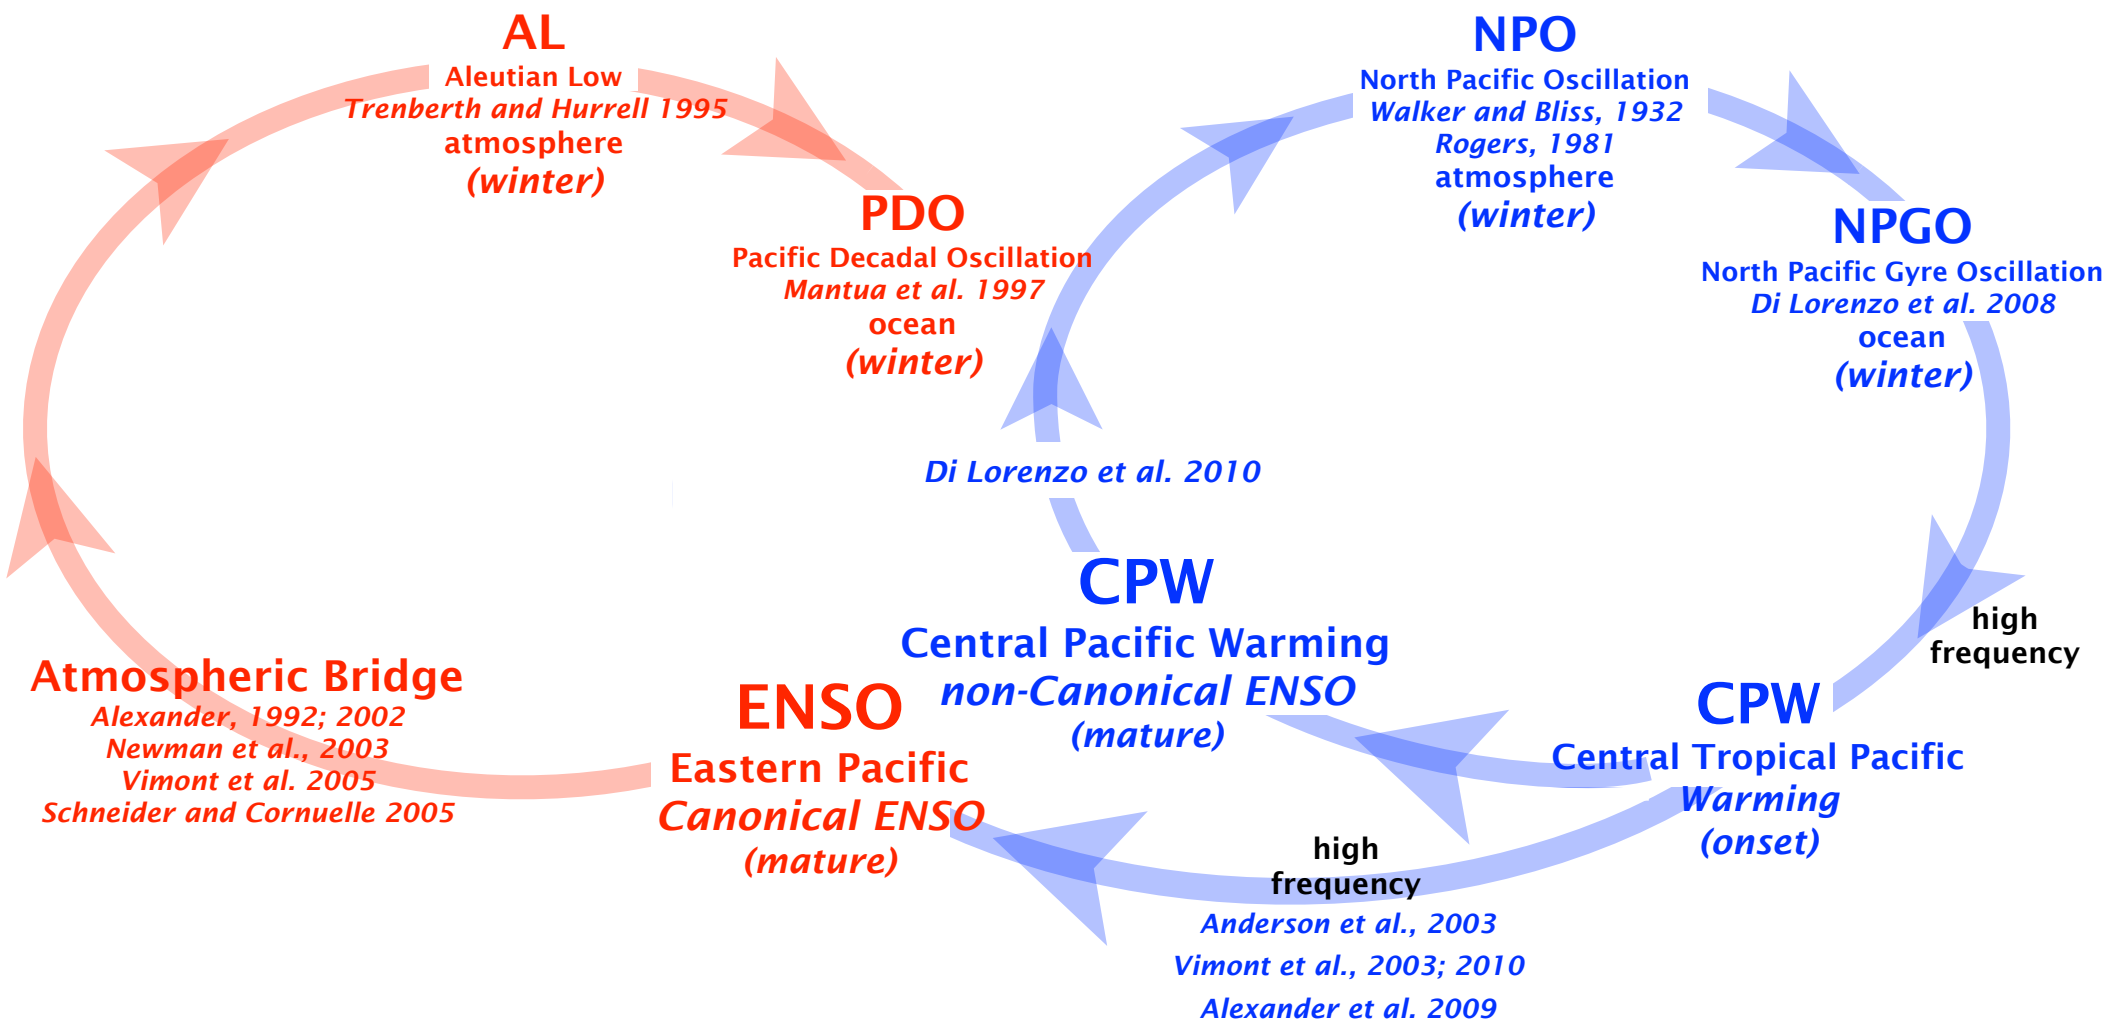 AL
Aleutian Low
Trenberth and Hurrell 1995
atmosphere
(winter)
PDO
Pacific Decadal Oscillation
Mantua et al. 1997
ocean
(winter)
NPO
North Pacific Oscillation
Walker and Bliss, 1932
Rogers, 1981
atmosphere
(winter)
NPGO
North Pacific Gyre Oscillation
Di Lorenzo et al. 2008
ocean
(winter)
Di Lorenzo et al. 2010
high
frequency
CPW
Central Pacific Warming
non-Canonical ENSO
(mature)
CPW
Central Tropical Pacific
Warming
(onset)
Atmospheric Bridge
Alexander, 1992; 2002
Newman et al., 2003
Vimont et al. 2005
Schneider and Cornuelle 2005
ENSO
Eastern Pacific
Canonical ENSO
(mature)
high
frequency
Anderson et al., 2003
Vimont et al., 2003; 2010
Alexander et al. 2009